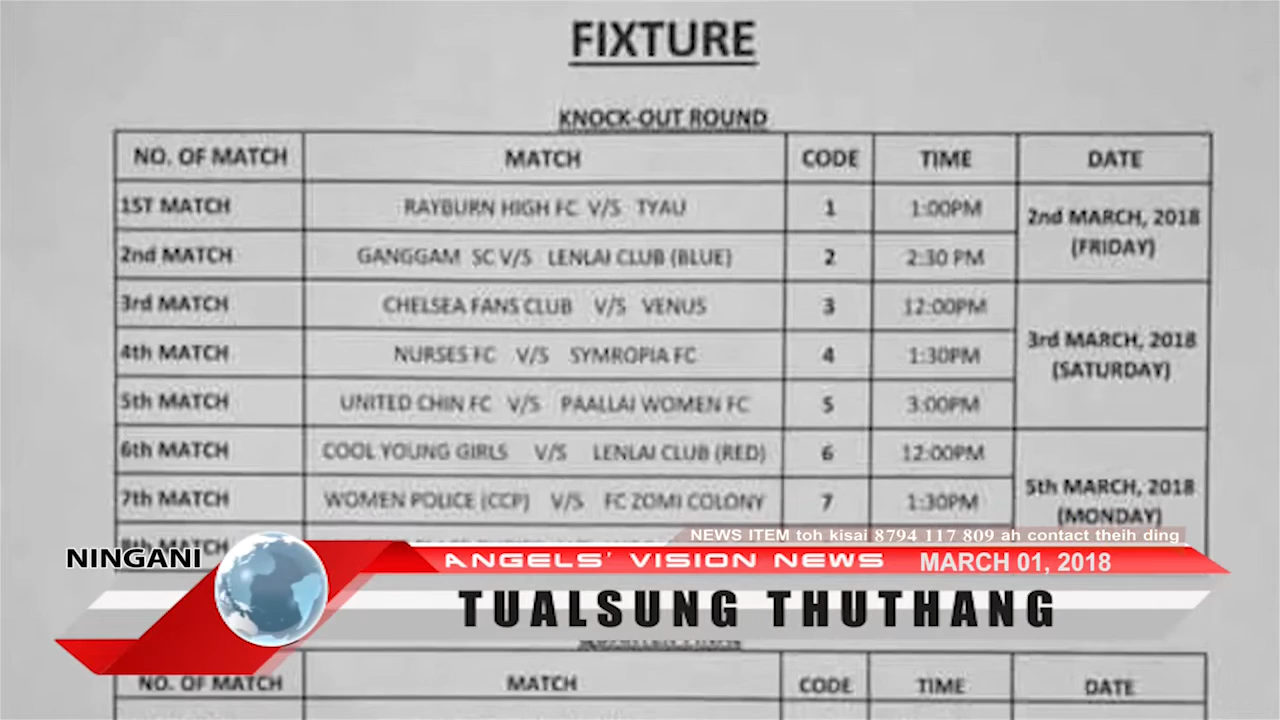 FIXTURE
KNOCK-OUT ROUND
NO. OF MATCH MATCH CODE TIME DATE
1ST MATCH RAYBURN HIGH FC V/S TYAU 1 1:00PM 2nd MARCH, 2018 (FRIDAY)
2nd MATCH GANGGAM SC V/S LENLAI CLUB (BLUE) 2 2:30 PM
3rd MATCH CHELSEA FANS CLUB V/S VENUS 3 12:00PM 3rd MARCH, 2018 (SATURDAY)
4th MATCH NURSES FC V/S SYMROPIA FC 4 1:30PM
5th MATCH UNITED CHIN FC V/S PAALLAI WOMEN FC 5 3:00PM
6th MATCH COOL YOUNG GIRLS V/S LENLAI CLUB (RED) 6 12:00PM 5th MARCH, 2018 (MONDAY)
7th MATCH WOMEN POLICE (CCP) V/S FC ZOMI COLONY 7 1:30PM
8th MATCH
NEWS ITEM toh kisai 8794 117 809 ah contact theih ding
NINGANI ANGELS' VISION NEWS MARCH 01, 2018
TUALSUNG THUTHANG
NO. OF MATCH MATCH CODE TIME DATE